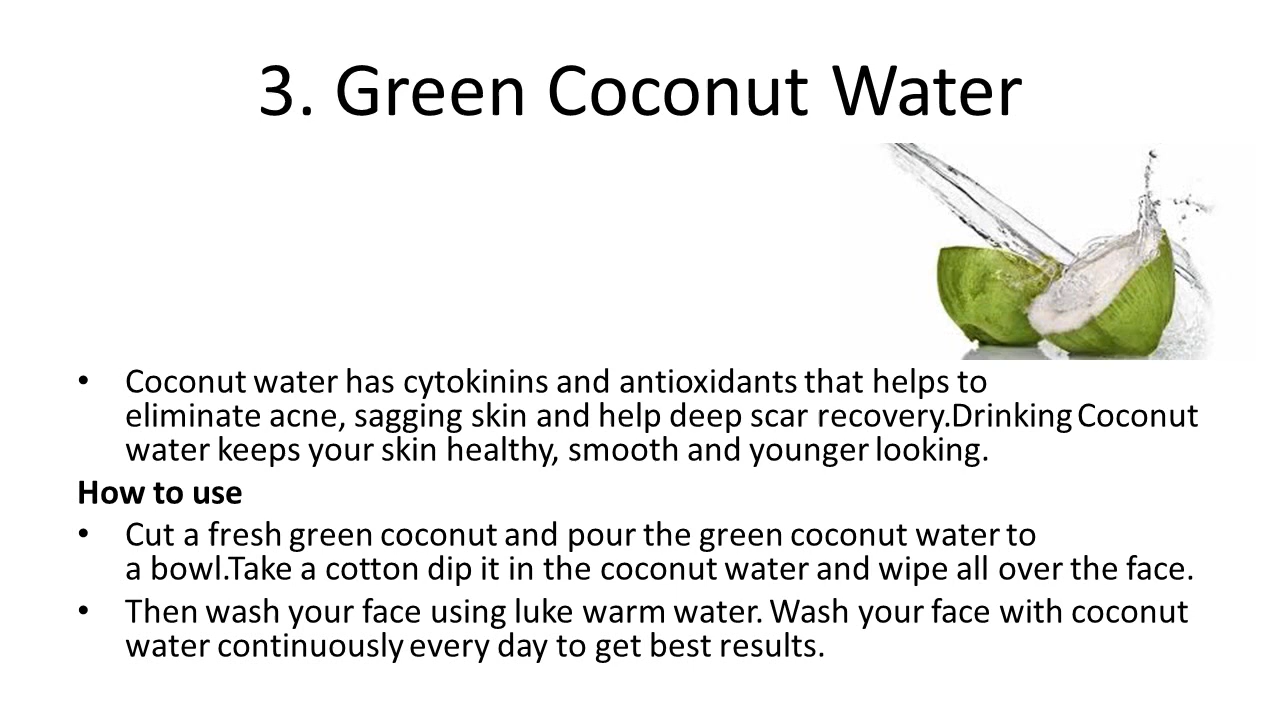 3. Green Coconut Water
• Coconut water has cytokinins and antioxidants that helps to
eliminate acne, sagging skin and help deep scar recovery.Drinking Coconut
water keeps your skin healthy, smooth and younger looking.
How to use
• Cut a fresh green coconut and pour the green coconut water to
a bowl.Take a cotton dip it in the coconut water and wipe all over the face.
• Then wash your face using luke warm water. Wash your face with coconut
water continuously every day to get best results.